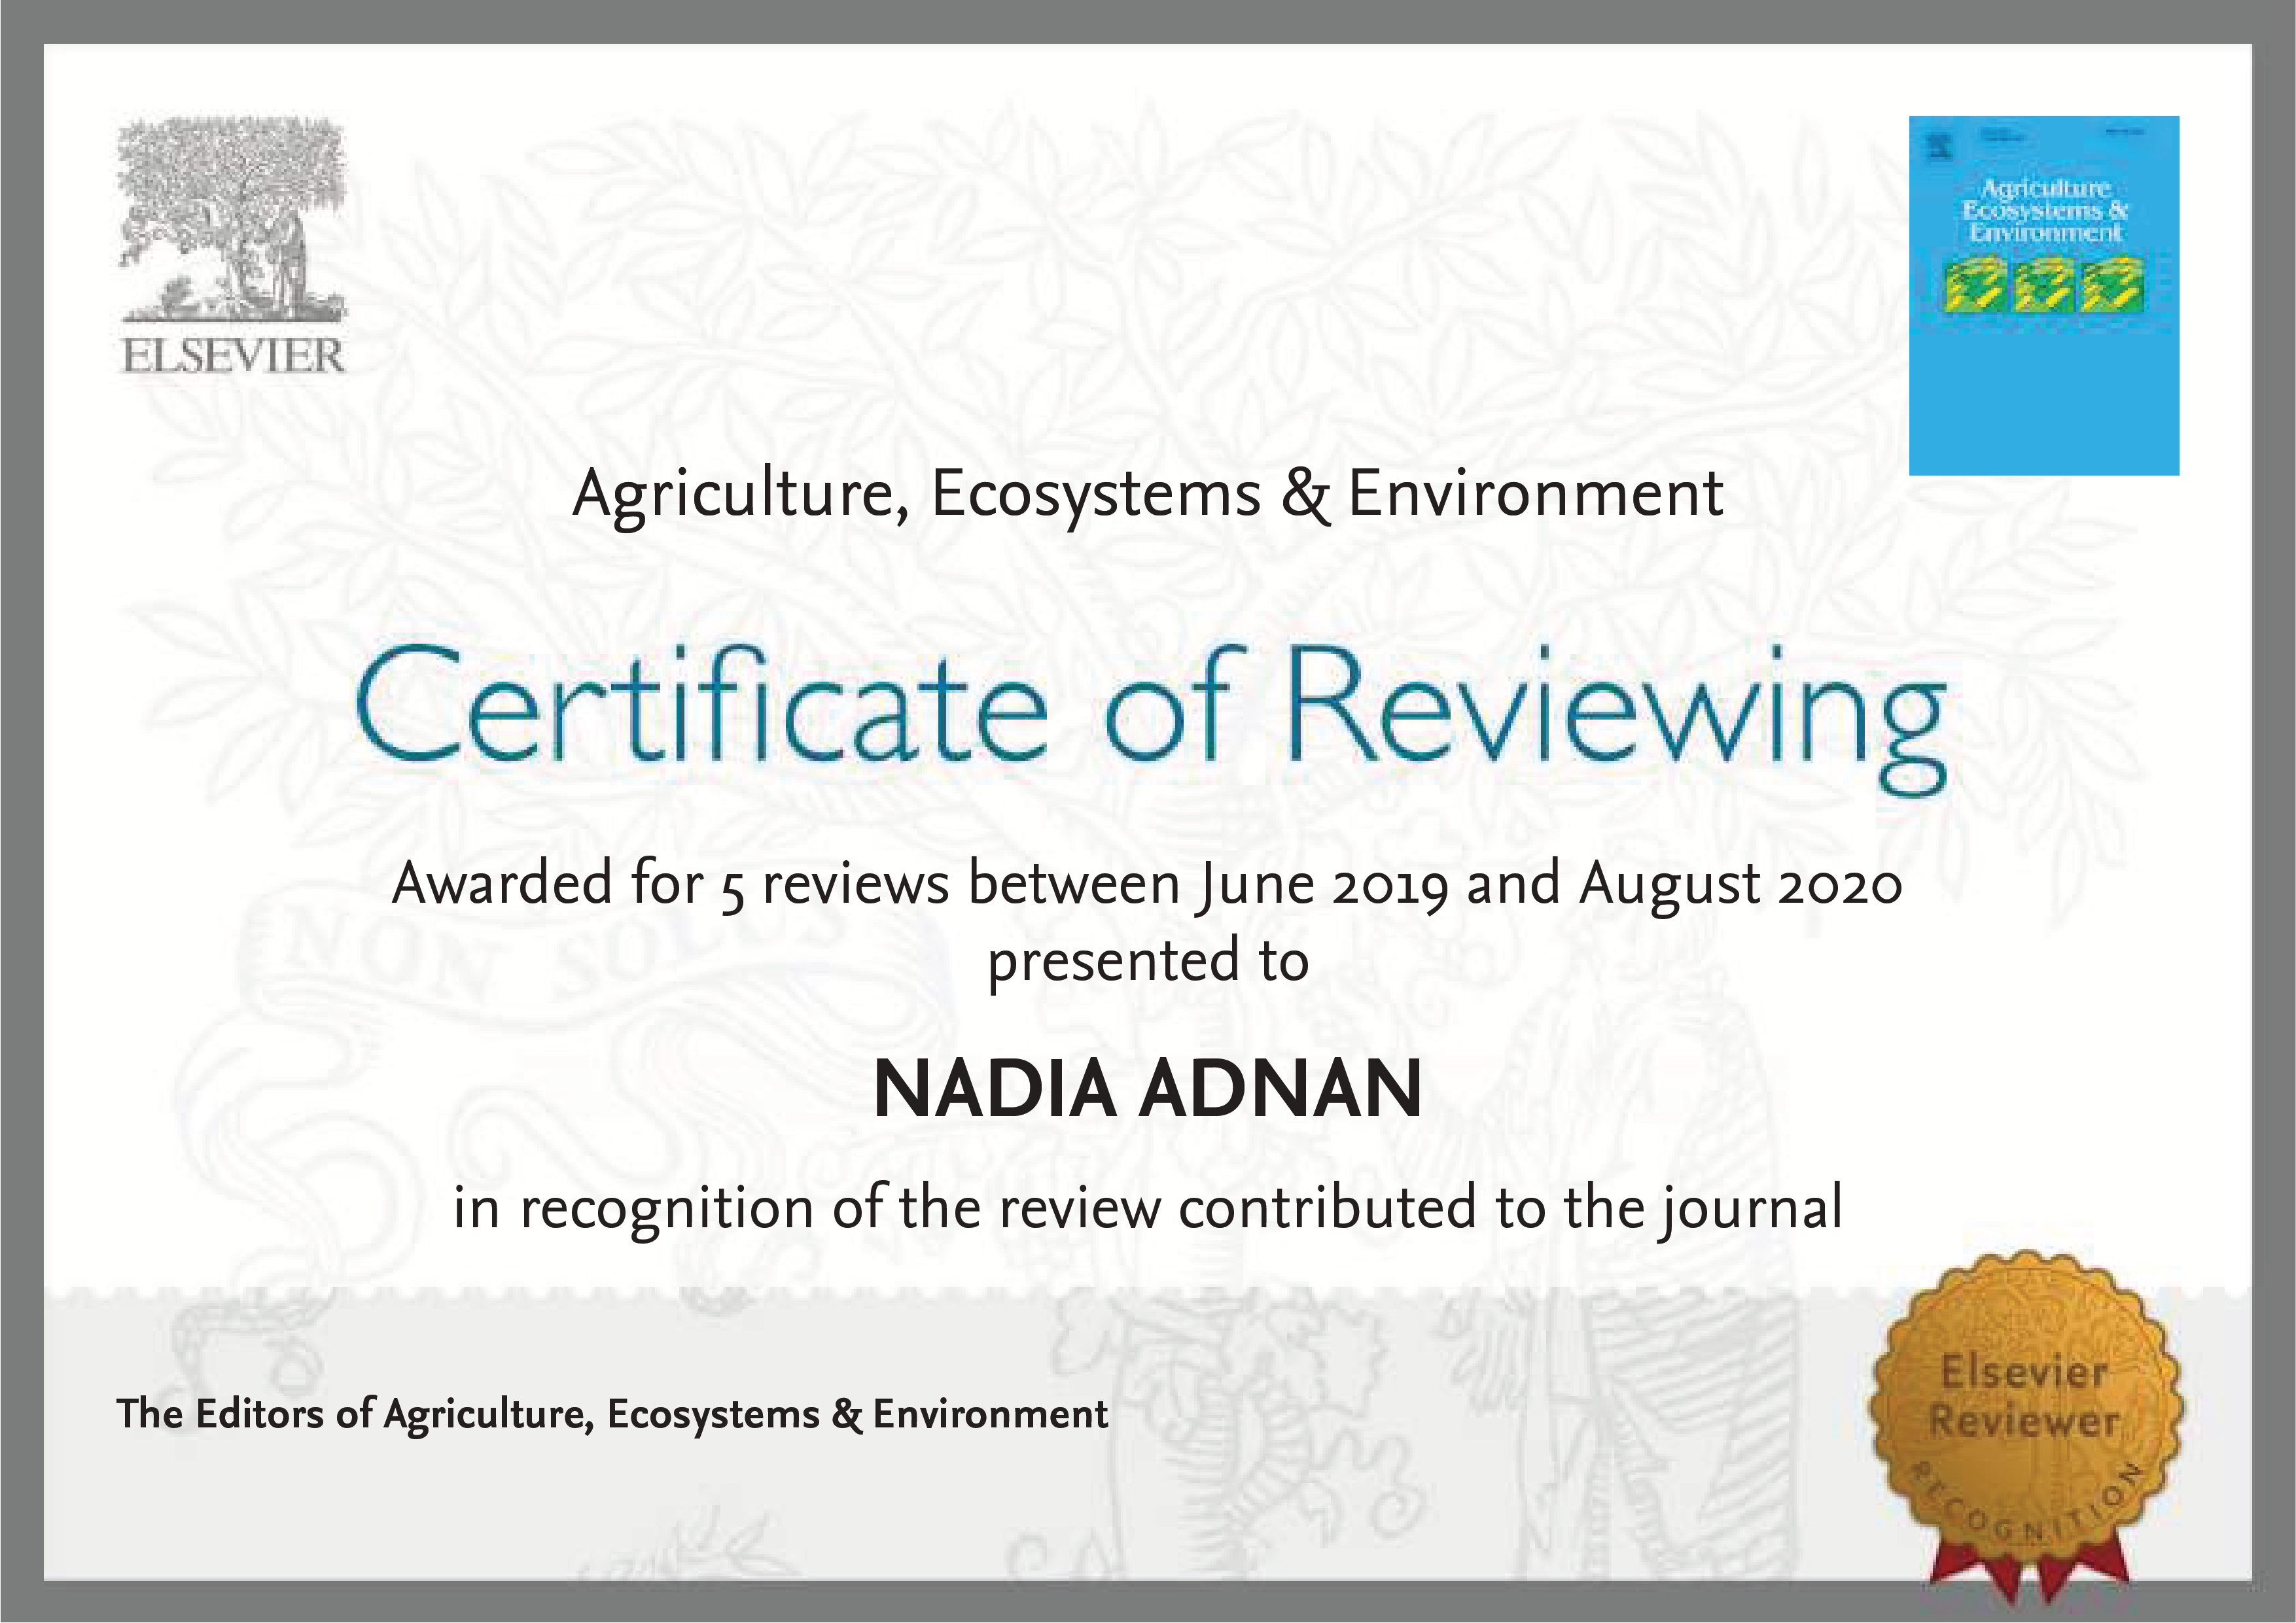 ELSEVIER
Agriculture
Ecosystems &
Environment
Agriculture, Ecosystems & Environment
Certificate of Reviewing
Awarded for 5 reviews between June 2019 and August 2020
presented to
NON SOLUS
NADIA ADNAN
in recognition of the review contributed to the journal
The Editors of Agriculture, Ecosystems & Environment
Elsevier
Reviewer
RECOGNITION